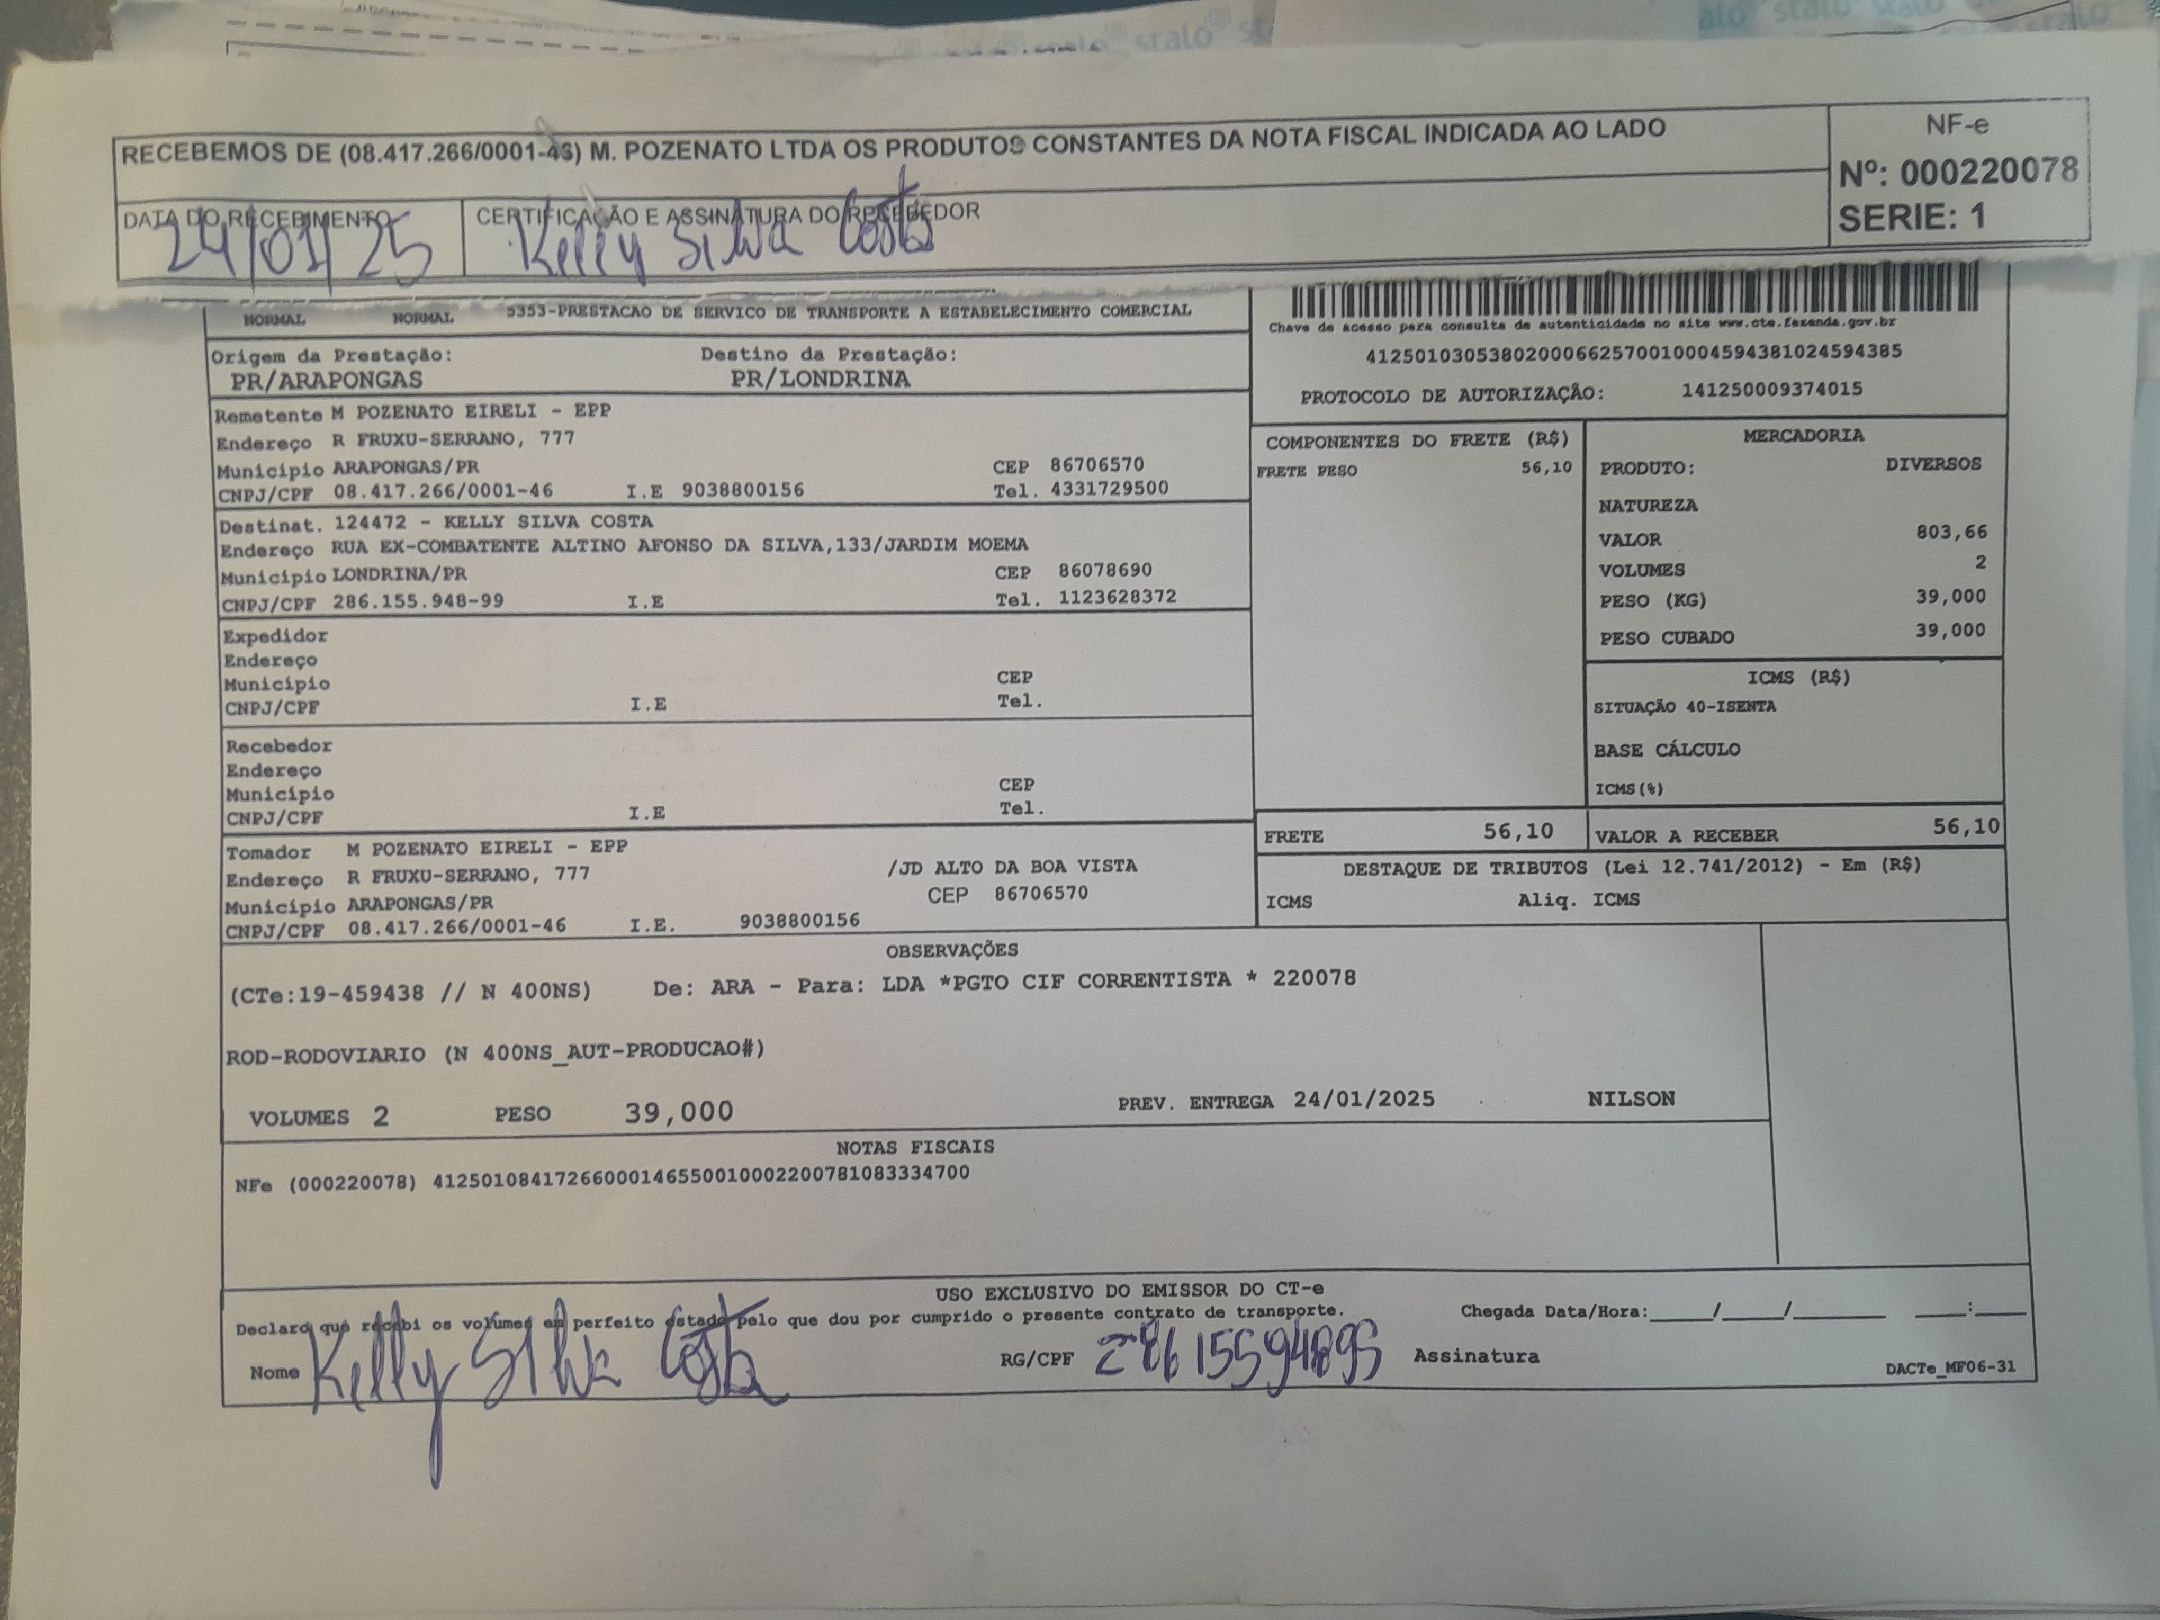 stalo
alo stalo stalo stalo
RECEBEMOS DE (08.417.266/0001-46) M. POZENATO LTDA OS PRODUTOS CONSTANTES DA NOTA FISCAL INDICADA AO LADO
NF-e
Nº: 000220078
SERIE: 1
DATA DO RECEBIMENTO
24/01/25
CERTIFICAÇÃO E ASSINATURA DO RECEBEDOR
Kelly Silva Costa
NORMAL NORMAL 5353-PRESTACAO DE SERVICO DE TRANSPORTE A ESTABELECIMENTO COMERCIAL
Chave de acesso para consulta de autenticidade no site www.cte.fazenda.gov.br
41250103053802000662570010004594381024594385
PROTOCOLO DE AUTORIZAÇÃO: 141250009374015
Origem da Prestação: Destino da Prestação:
PR/ARAPONGAS PR/LONDRINA
Remetente M POZENATO EIRELI - EPP
Endereço R FRUXU-SERRANO, 777
Município ARAPONGAS/PR CEP 86706570
CNPJ/CPF 08.417.266/0001-46 I.E 9038800156 Tel. 4331729500
Destinat. 124472 - KELLY SILVA COSTA
Endereço RUA EX-COMBATENTE ALTINO AFONSO DA SILVA,133/JARDIM MOEMA
Município LONDRINA/PR CEP 86078690
CNPJ/CPF 286.155.948-99 I.E Tel. 1123628372
Expedidor
Endereço
Município CEP
CNPJ/CPF I.E Tel.
Recebedor
Endereço
Município CEP
CNPJ/CPF I.E Tel.
Tomador M POZENATO EIRELI - EPP
Endereço R FRUXU-SERRANO, 777 /JD ALTO DA BOA VISTA
Município ARAPONGAS/PR CEP 86706570
CNPJ/CPF 08.417.266/0001-46 I.E. 9038800156
COMPONENTES DO FRETE (R$)
FRETE PESO 56,10
MERCADORIA
PRODUTO: DIVERSOS
NATUREZA
VALOR 803,66
VOLUMES 2
PESO (KG) 39,000
PESO CUBADO 39,000
ICMS (R$)
SITUAÇÃO 40-ISENTA
BASE CÁLCULO
ICMS(%)
FRETE 56,10 VALOR A RECEBER 56,10
DESTAQUE DE TRIBUTOS (Lei 12.741/2012) - Em (R$)
ICMS Aliq. ICMS
OBSERVAÇÕES
(CTe:19-459438 // N 400NS) De: ARA - Para: LDA *PGTO CIF CORRENTISTA * 220078
ROD-RODOVIARIO (N 400NS_AUT-PRODUCAO#)
VOLUMES 2 PESO 39,000 PREV. ENTREGA 24/01/2025 NILSON
NOTAS FISCAIS
NFe (000220078) 41250108417266000146550010002200781083334700
USO EXCLUSIVO DO EMISSOR DO CT-e
Declaro que recebi os volumes em perfeito estado pelo que dou por cumprido o presente contrato de transporte. Chegada Data/Hora:____/____/______ ___:___
Nome Kelly Silva Costa RG/CPF 28615594899 Assinatura
DACTe_MF06-31